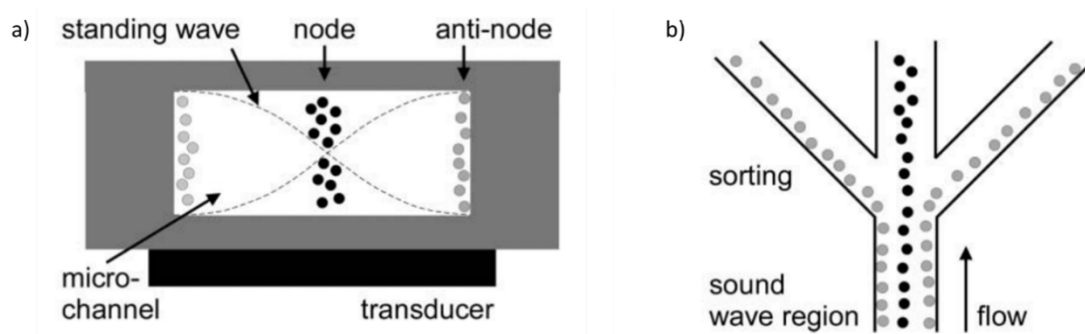 a)
standing wave
node
anti-node
micro-
channel
transducer
b)
sorting
sound
wave region
flow